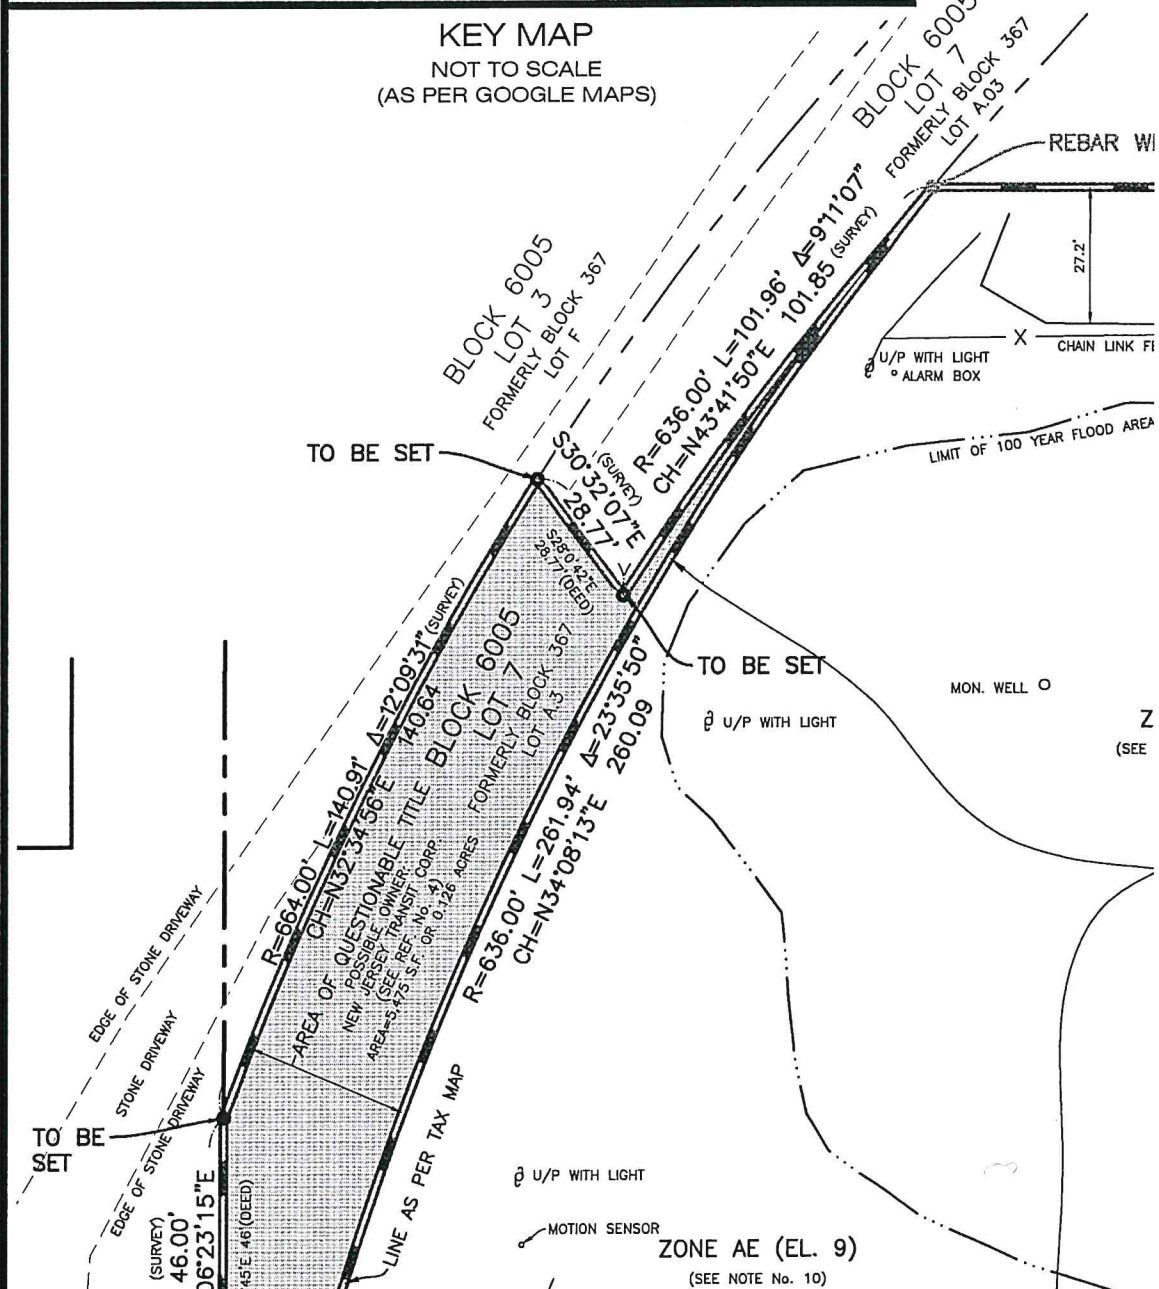 KEY MAP
NOT TO SCALE
(AS PER GOOGLE MAPS)
BLOCK 6005
LOT 7
FORMERLY BLOCK 367
LOT A.03
REBAR
27.2'
X
CHAIN LINK
U/P WITH LIGHT
ALARM BOX
LIMIT OF 100 YEAR FLOOD AREA
BLOCK 6005
LOT 3
FORMERLY BLOCK 367
LOT F
R=636.00' L=101.96' Δ=9°11'07"
CH=N43°41'50"E 101.85 (SURVEY)
TO BE SET
S30°32'07"E
(SURVEY)
28.77'
S28°0'42"E
28.77'(DEED)
TO BE SET
MON. WELL
U/P WITH LIGHT
Z
(SEE
R=664.00' L=140.91' Δ=12°09'31" (SURVEY)
CH=N32°34'56"E 140.64
AREA OF QUESTIONABLE TITLE
POSSIBLE OWNER:
NEW JERSEY TRANSIT CORP.
(SEE REF. No. 4)
AREA=5,475 S.F. OR 0.126 ACRES
BLOCK 6005
LOT 7
FORMERLY BLOCK 367
LOT A.3
R=636.00' L=261.94' Δ=23°35'50"
CH=N34°08'13"E 260.09
EDGE OF STONE DRIVEWAY
STONE DRIVEWAY
EDGE OF STONE DRIVEWAY
TO BE
SET
LINE AS PER TAX MAP
(SURVEY)
46.00'
06°23'15"E
45'E 46'(DEED)
U/P WITH LIGHT
MOTION SENSOR
ZONE AE (EL. 9)
(SEE NOTE No. 10)